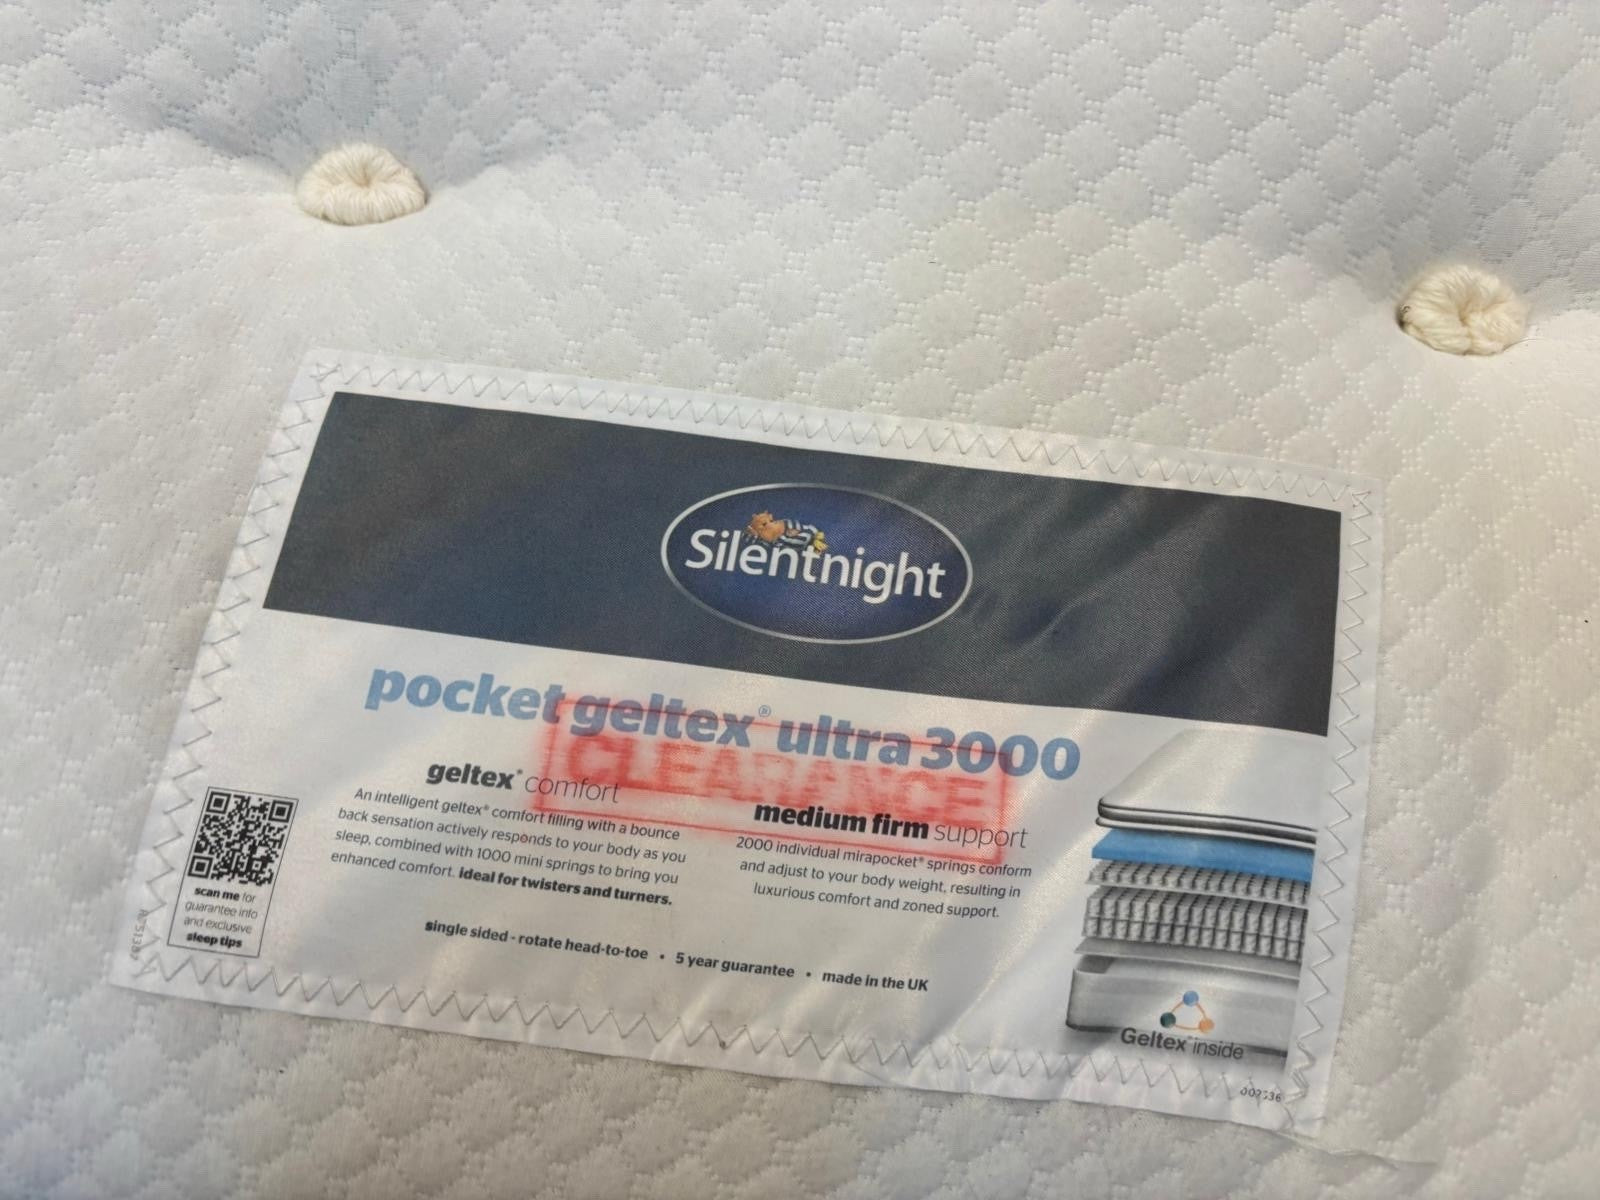 Silentnight
pocket geltex® ultra 3000
CLEARANCE
geltex® comfort
An intelligent geltex® comfort filling with a bounce
back sensation actively responds to your body as you
sleep, combined with 1000 mini springs to bring you
enhanced comfort. ideal for twisters and turners.
medium firm support
2000 individual mirapocket® springs conform
and adjust to your body weight, resulting in
luxurious comfort and zoned support.
scan me for
guarantee info
and exclusive
sleep tips
single sided - rotate head-to-toe • 5 year guarantee • made in the UK
Geltex® inside